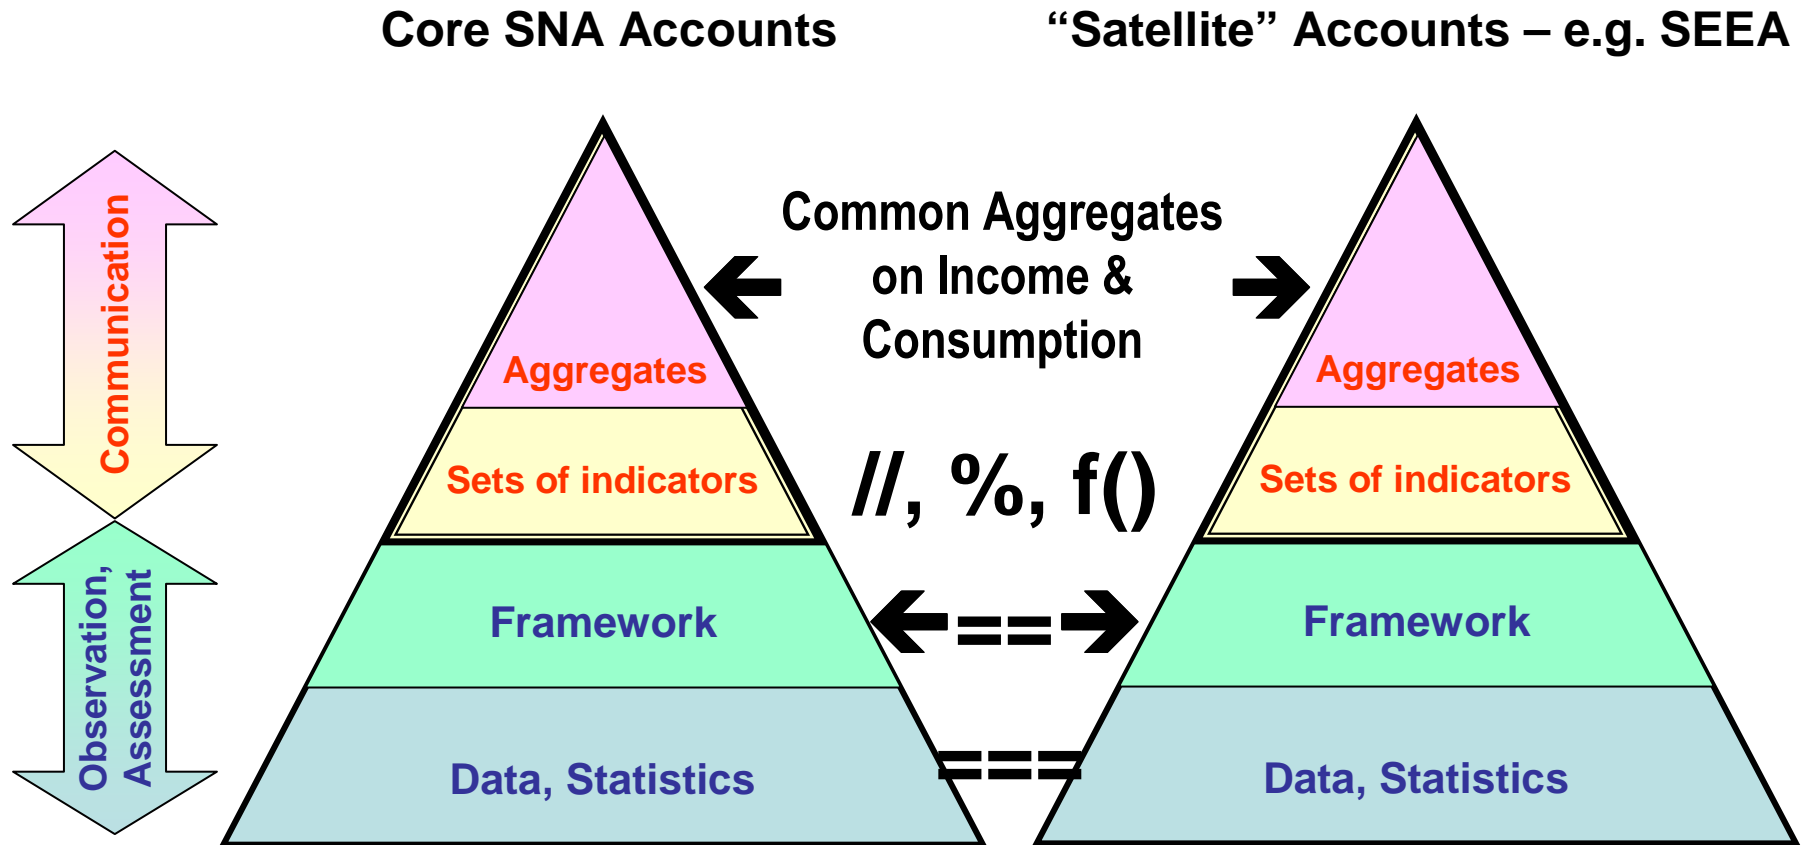 Core SNA Accounts
“Satellite” Accounts – e.g. SEEA
Communication
Observation,
Assessment
Aggregates
Sets of indicators
Framework
Data, Statistics
Common Aggregates
on Income &
Consumption
//, %, f()
==
===
Aggregates
Sets of indicators
Framework
Data, Statistics